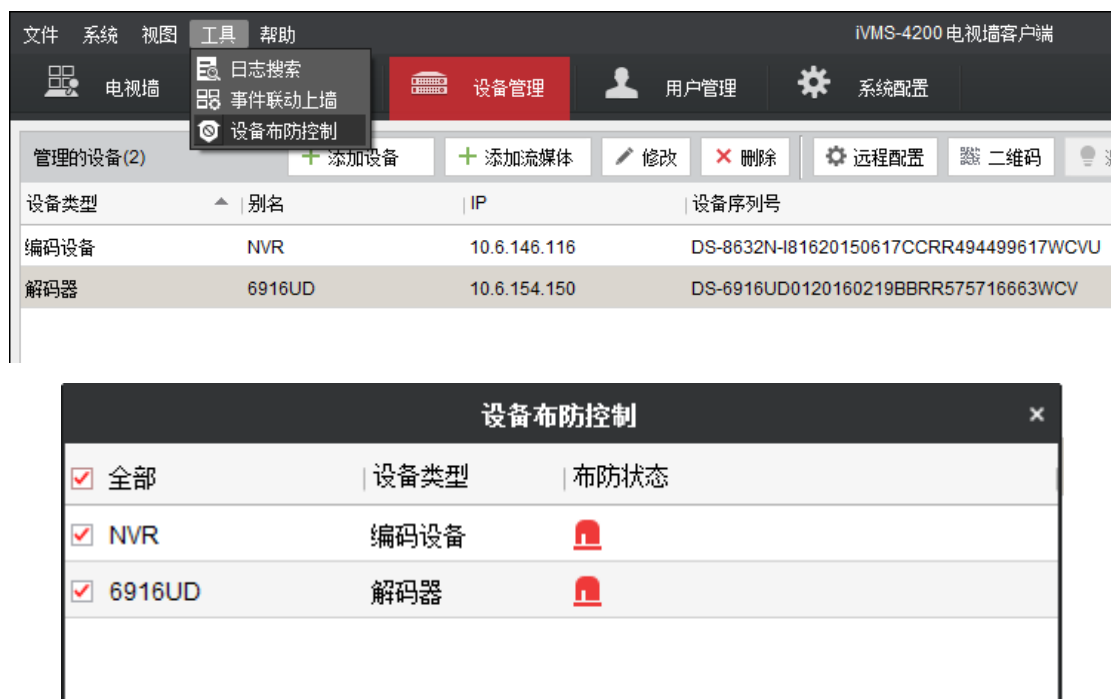 文件 系统 视图 工具 帮助 iVMS-4200 电视墙客户端
电视墙 设备管理 用户管理 系统配置
日志搜索
事件联动上墙
设备布防控制
管理的设备(2) 添加设备 添加流媒体 修改 删除 远程配置 二维码
设备类型 别名 IP 设备序列号
编码设备 NVR 10.6.146.116 DS-8632N-I81620150617CCRR494499617WCVU
解码器 6916UD 10.6.154.150 DS-6916UD0120160219BBRR575716663WCV
设备布防控制
全部 设备类型 布防状态
NVR 编码设备
6916UD 解码器